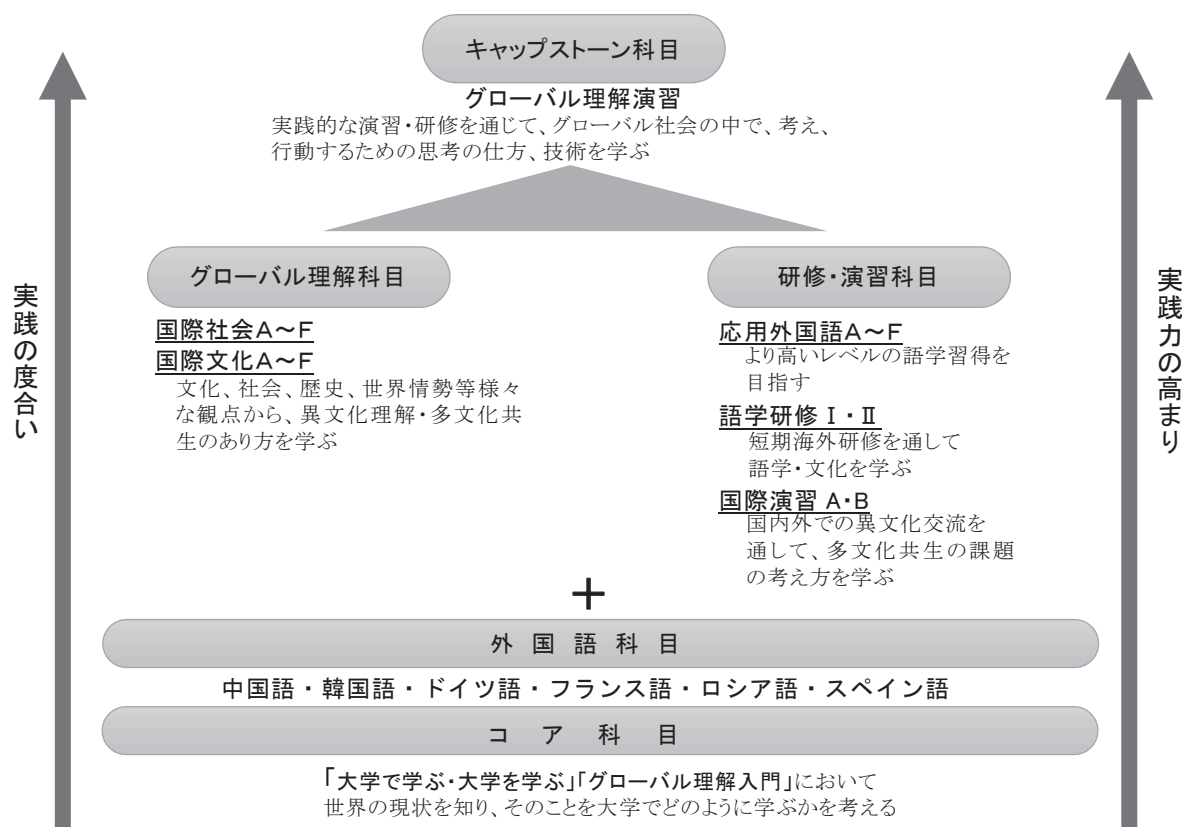 キャップストーン科目
グローバル理解演習
実践的な演習・研修を通じて、グローバル社会の中で、考え、
行動するための思考の仕方、技術を学ぶ
実践の度合い
グローバル理解科目
国際社会A〜F
国際文化A〜F
文化、社会、歴史、世界情勢等様々
な観点から、異文化理解・多文化共
生のあり方を学ぶ
研修・演習科目
応用外国語A〜F
より高いレベルの語学習得を
目指す
語学研修 Ⅰ・Ⅱ
短期海外研修を通して
語学・文化を学ぶ
国際演習 A・B
国内外での異文化交流を
通して、多文化共生の課題
の考え方を学ぶ
実践力の高まり
+
外国語科目
中国語・韓国語・ドイツ語・フランス語・ロシア語・スペイン語
コア科目
「大学で学ぶ・大学を学ぶ」「グローバル理解入門」において
世界の現状を知り、そのことを大学でどのように学ぶかを考える